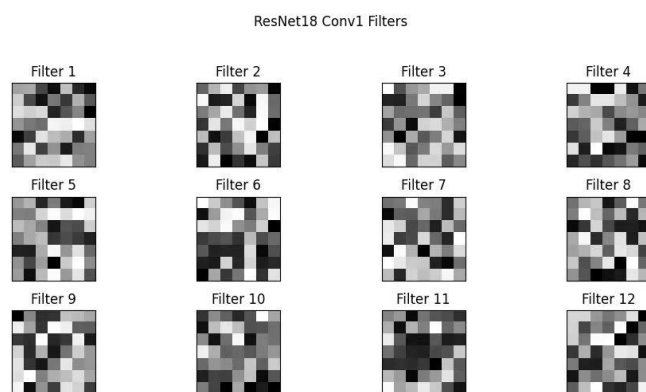 ResNet18 Conv1 Filters
Filter 1 Filter 2 Filter 3 Filter 4
Filter 5 Filter 6 Filter 7 Filter 8
Filter 9 Filter 10 Filter 11 Filter 12